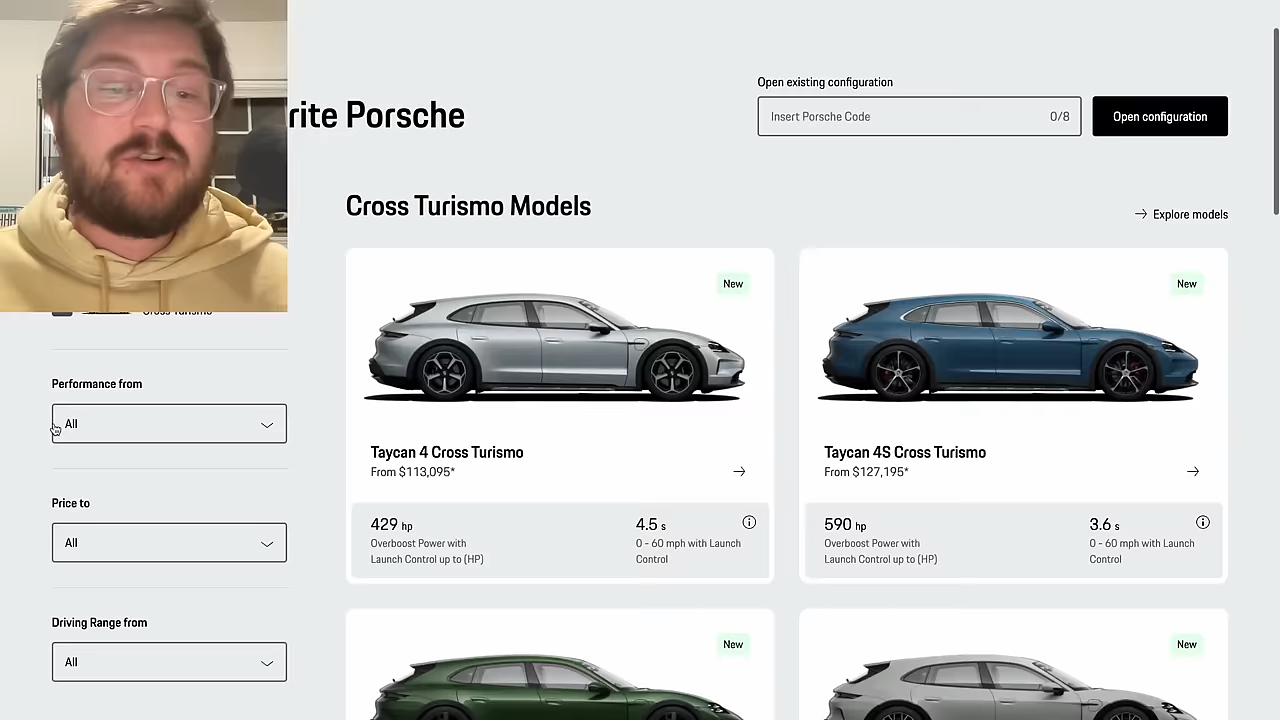 rite Porsche
Open existing configuration
Insert Porsche Code 0/8
Open configuration
Cross Turismo Models
Explore models
New
Taycan 4 Cross Turismo
From $113,095*
429 hp
Overboost Power with
Launch Control up to (HP)
4.5 s
0 - 60 mph with Launch
Control
New
Taycan 4S Cross Turismo
From $127,195*
590 hp
Overboost Power with
Launch Control up to (HP)
3.6 s
0 - 60 mph with Launch
Control
New
New
Cross Turismo
Performance from
All
Price to
All
Driving Range from
All